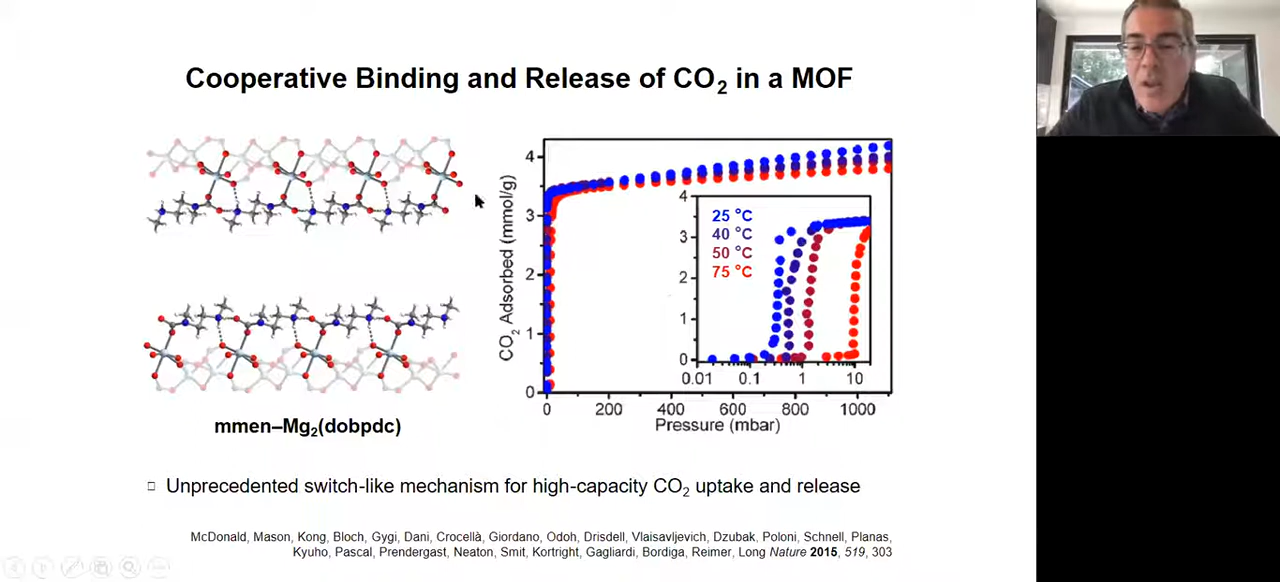 Cooperative Binding and Release of CO₂ in a MOF
mmen–Mg₂(dobpdc)
CO₂ Adsorbed (mmol/g)
4
3
2
1
0
0 200 400 600 800 1000
Pressure (mbar)
4
3
2
1
0
25 °C
40 °C
50 °C
75 °C
0.01 0.1 1 10
Unprecedented switch-like mechanism for high-capacity CO₂ uptake and release
McDonald, Mason, Kong, Bloch, Gygi, Dani, Crocellà, Giordano, Odoh, Drisdell, Vlaisavljevich, Dzubak, Poloni, Schnell, Planas,
Kyuho, Pascal, Prendergast, Neaton, Smit, Kortright, Gagliardi, Bordiga, Reimer, Long Nature 2015, 519, 303